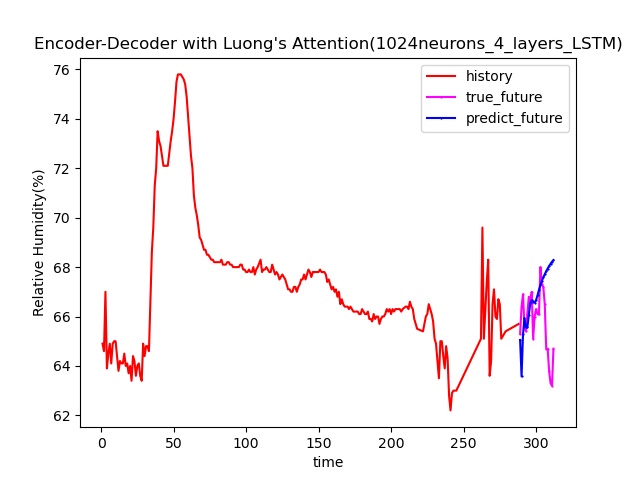 Encoder-Decoder with Luong's Attention(1024neurons_4_layers_LSTM)
history
true_future
predict_future
Relative Humidity(%)
76
74
72
70
68
66
64
62
0 50 100 150 200 250 300
time